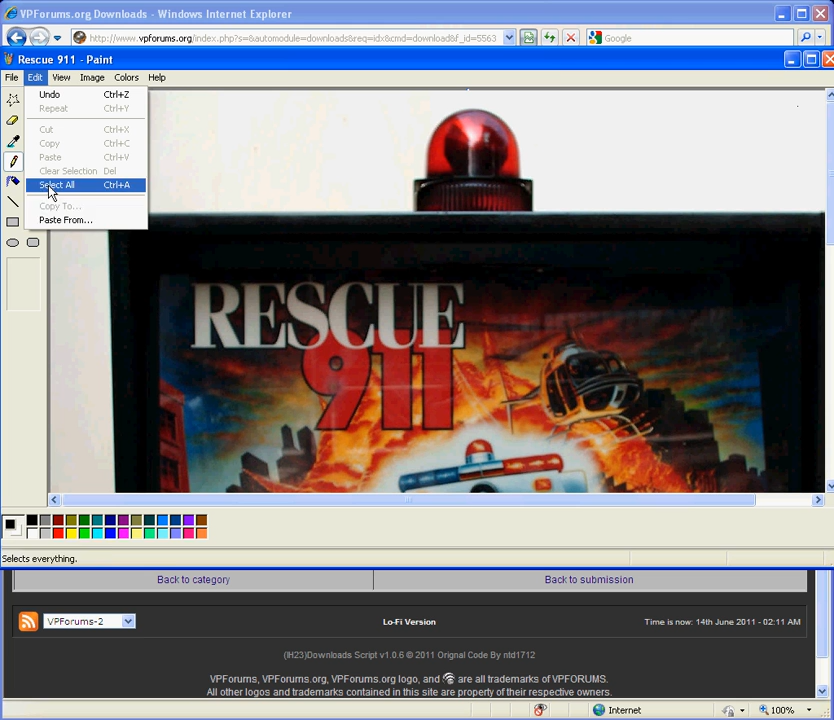 VPForums.org Downloads - Windows Internet Explorer
http://www.vpforums.org/index.php?s=&automodule=downloads&req=idx&cmd=download&f_id=5563
Google
Rescue 911 - Paint
File Edit View Image Colors Help
Undo Ctrl+Z
Repeat Ctrl+Y
Cut Ctrl+X
Copy Ctrl+C
Paste Ctrl+V
Clear Selection Del
Select All Ctrl+A
Copy To...
Paste From...
RESCUE
911
Selects everything.
Back to category Back to submission
VPForums-2 Lo-Fi Version Time is now: 14th June 2011 - 02:11 AM
(IH23)Downloads Script v1.0.6 © 2011 Orignal Code By ntd1712
VPForums, VPForums.org, VPForums.org logo, and are all trademarks of VPFORUMS.
All other logos and trademarks contained in this site are property of their respective owners.
Internet 100%